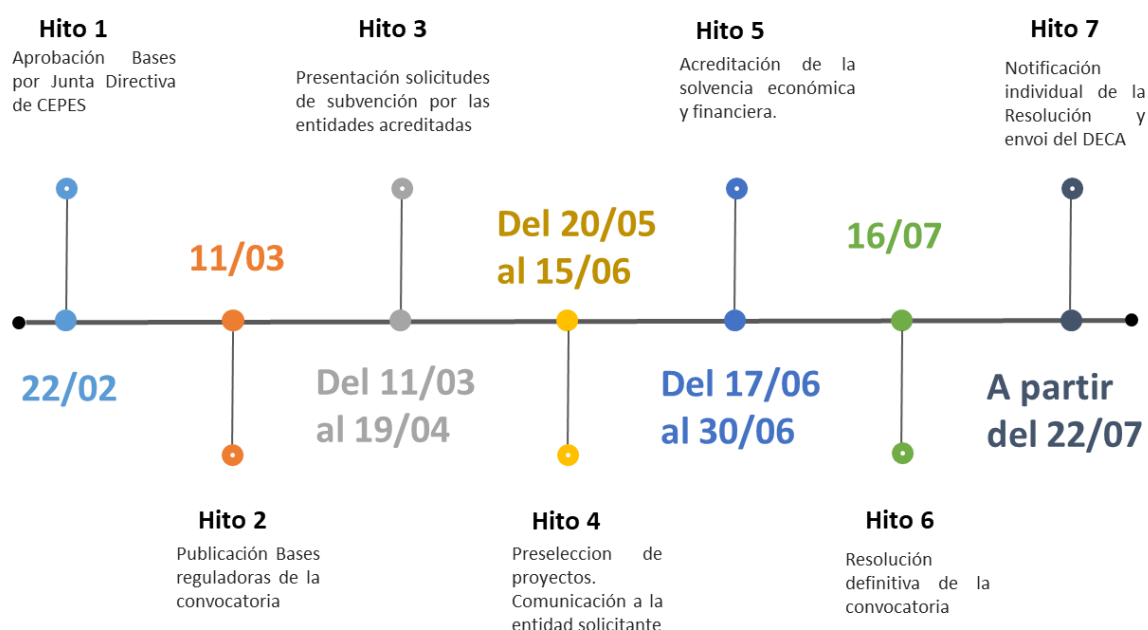 Hito 1
Aprobación Bases
por Junta Directiva
de CEPES
22/02
11/03
Hito 2
Publicación Bases
reguladoras de la
convocatoria
Hito 3
Presentación solicitudes
de subvención por las
entidades acreditadas
Del 11/03
al 19/04
Del 20/05
al 15/06
Hito 4
Preseleccion de
proyectos.
Comunicación a la
entidad solicitante
Hito 5
Acreditación de la
solvencia económica
y financiera.
Del 17/06
al 30/06
16/07
Hito 6
Resolución
definitiva de la
convocatoria
Hito 7
Notificación
individual de la
Resolución y
envoi del DECA
A partir
del 22/07